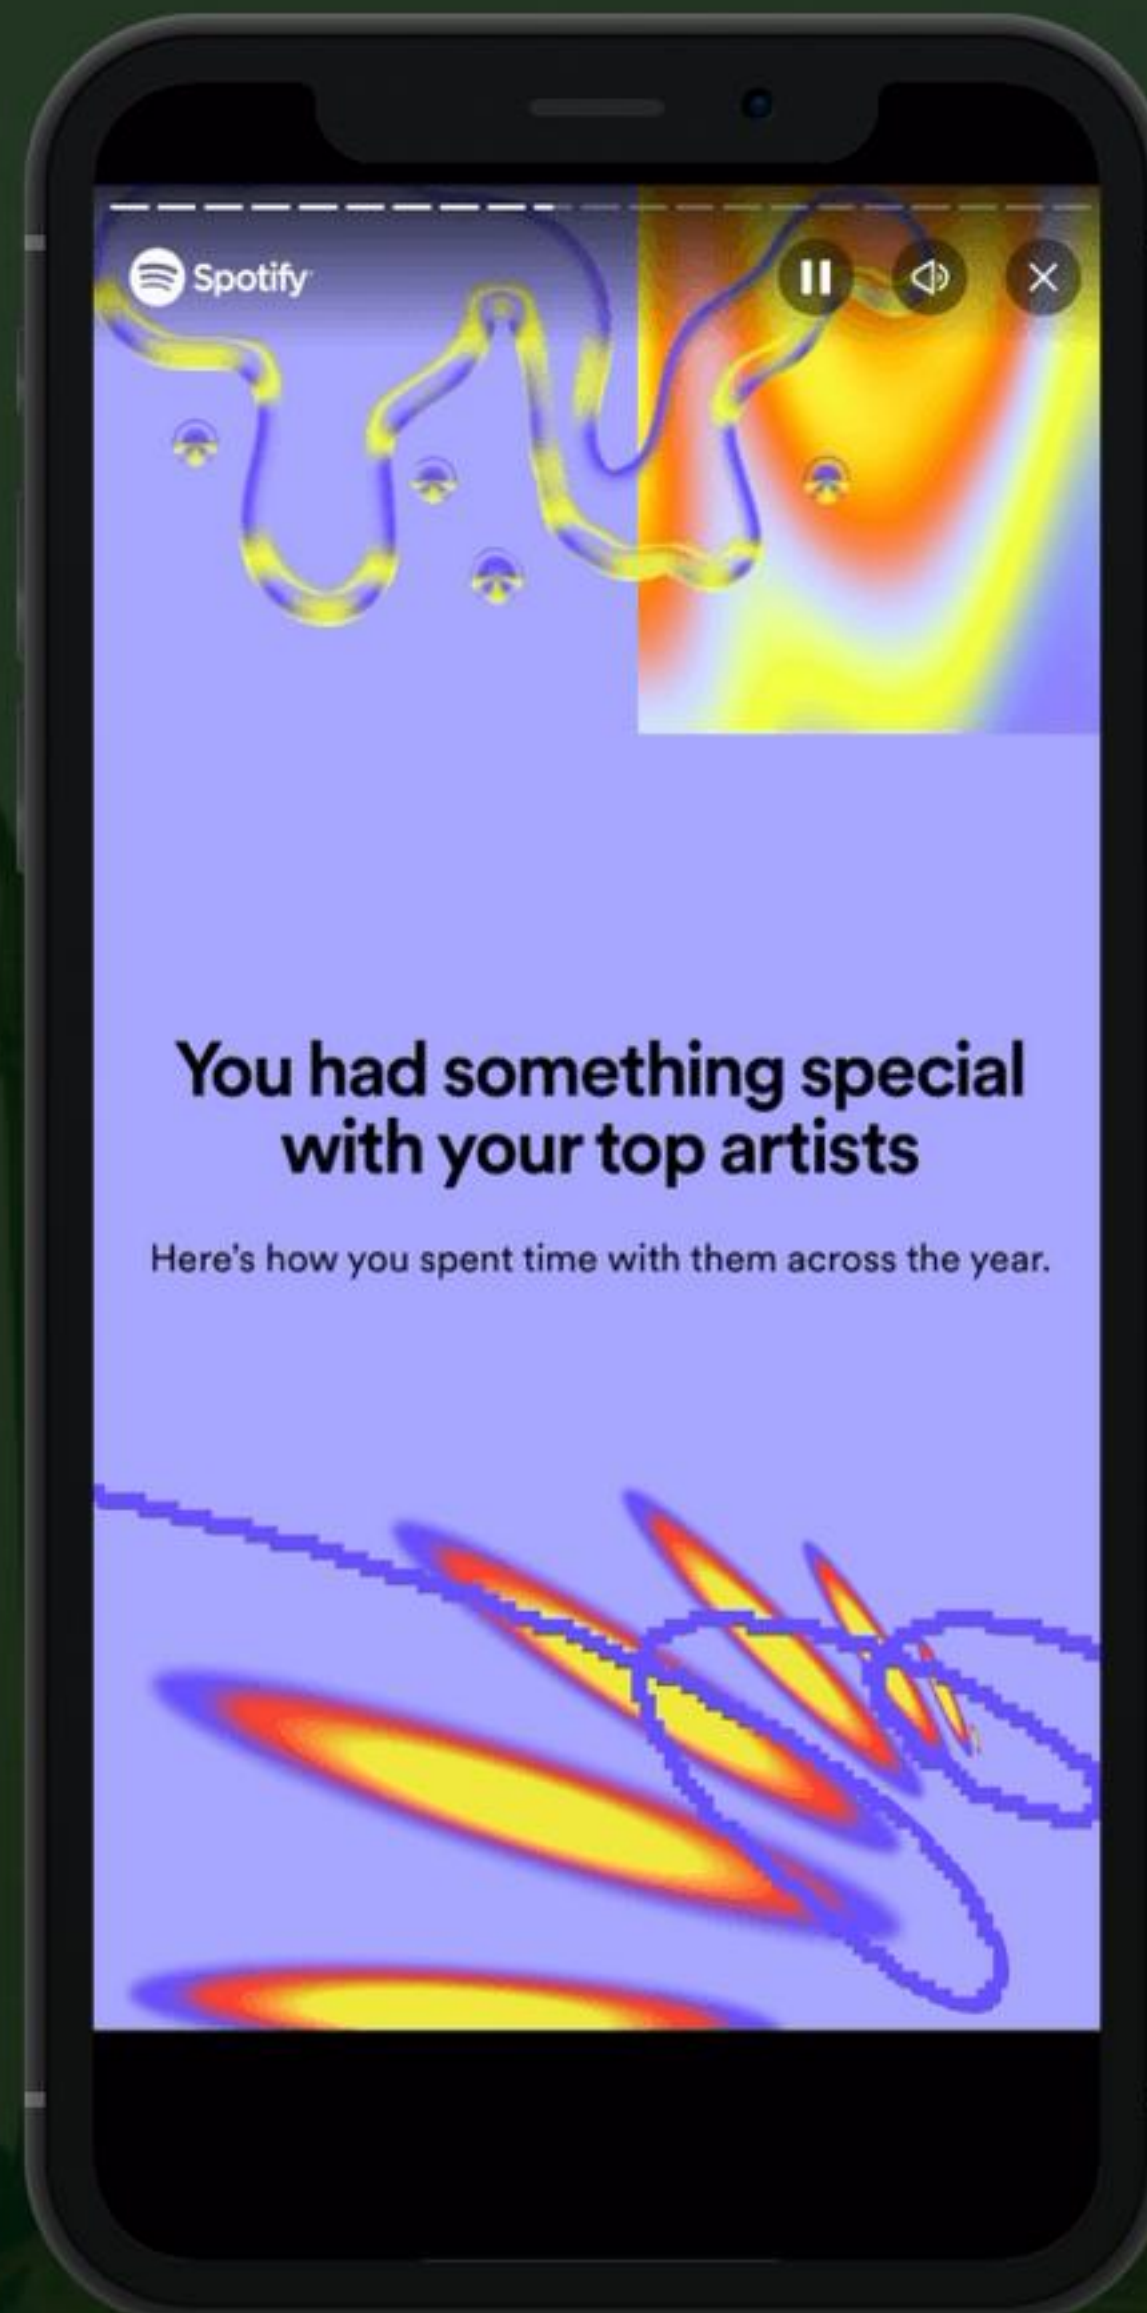 Spotify
You had something special
with your top artists
Here's how you spent time with them across the year.